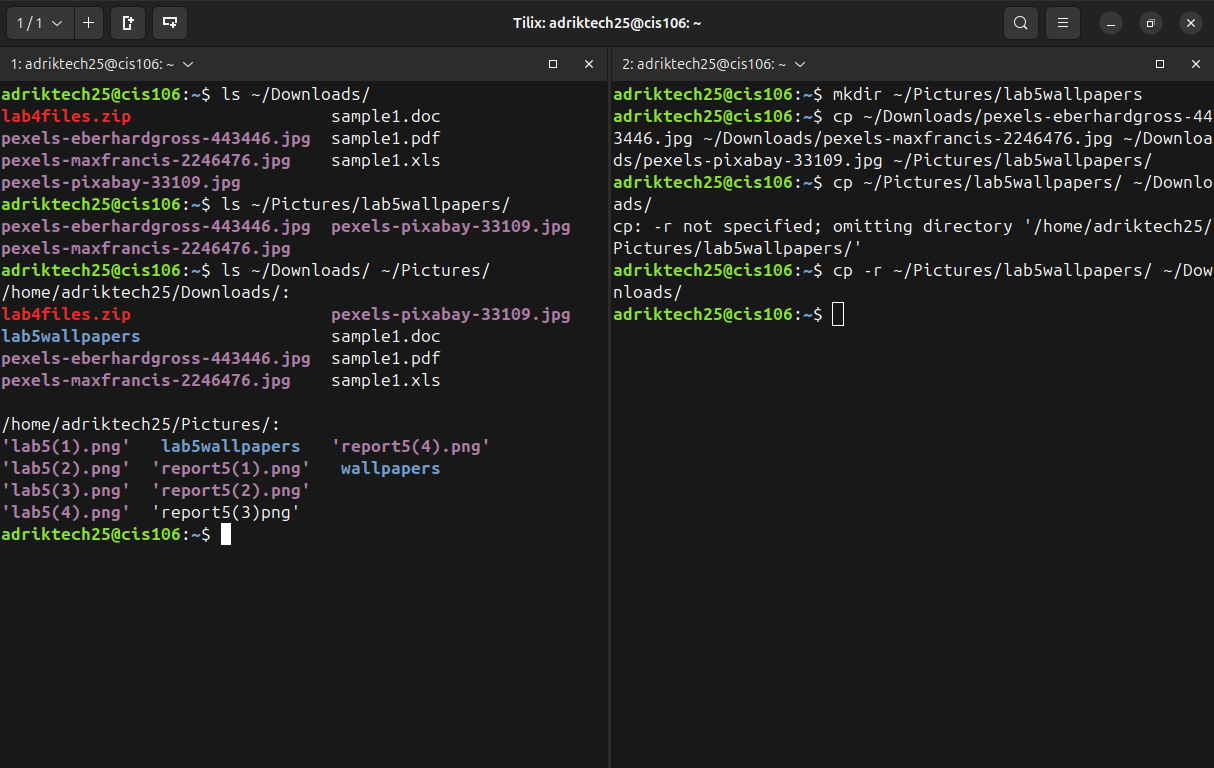 1 / 1
Tilix: adriktech25@cis106: ~
1: adriktech25@cis106: ~
adriktech25@cis106:~$ ls ~/Downloads/
lab4files.zip                    sample1.doc
pexels-eberhardgross-443446.jpg  sample1.pdf
pexels-maxfrancis-2246476.jpg    sample1.xls
pexels-pixabay-33109.jpg
adriktech25@cis106:~$ ls ~/Pictures/lab5wallpapers/
pexels-eberhardgross-443446.jpg  pexels-pixabay-33109.jpg
pexels-maxfrancis-2246476.jpg
adriktech25@cis106:~$ ls ~/Downloads/ ~/Pictures/
/home/adriktech25/Downloads/:
lab4files.zip                    pexels-pixabay-33109.jpg
lab5wallpapers                   sample1.doc
pexels-eberhardgross-443446.jpg  sample1.pdf
pexels-maxfrancis-2246476.jpg    sample1.xls
/home/adriktech25/Pictures/:
'lab5(1).png'   lab5wallpapers   'report5(4).png'
'lab5(2).png'  'report5(1).png'   wallpapers
'lab5(3).png'  'report5(2).png'
'lab5(4).png'  'report5(3)png'
adriktech25@cis106:~$
2: adriktech25@cis106: ~
adriktech25@cis106:~$ mkdir ~/Pictures/lab5wallpapers
adriktech25@cis106:~$ cp ~/Downloads/pexels-eberhardgross-44
3446.jpg ~/Downloads/pexels-maxfrancis-2246476.jpg ~/Downloa
ds/pexels-pixabay-33109.jpg ~/Pictures/lab5wallpapers/
adriktech25@cis106:~$ cp ~/Pictures/lab5wallpapers/ ~/Downlo
ads/
cp: -r not specified; omitting directory '/home/adriktech25/
Pictures/lab5wallpapers/'
adriktech25@cis106:~$ cp -r ~/Pictures/lab5wallpapers/ ~/Dow
nloads/
adriktech25@cis106:~$